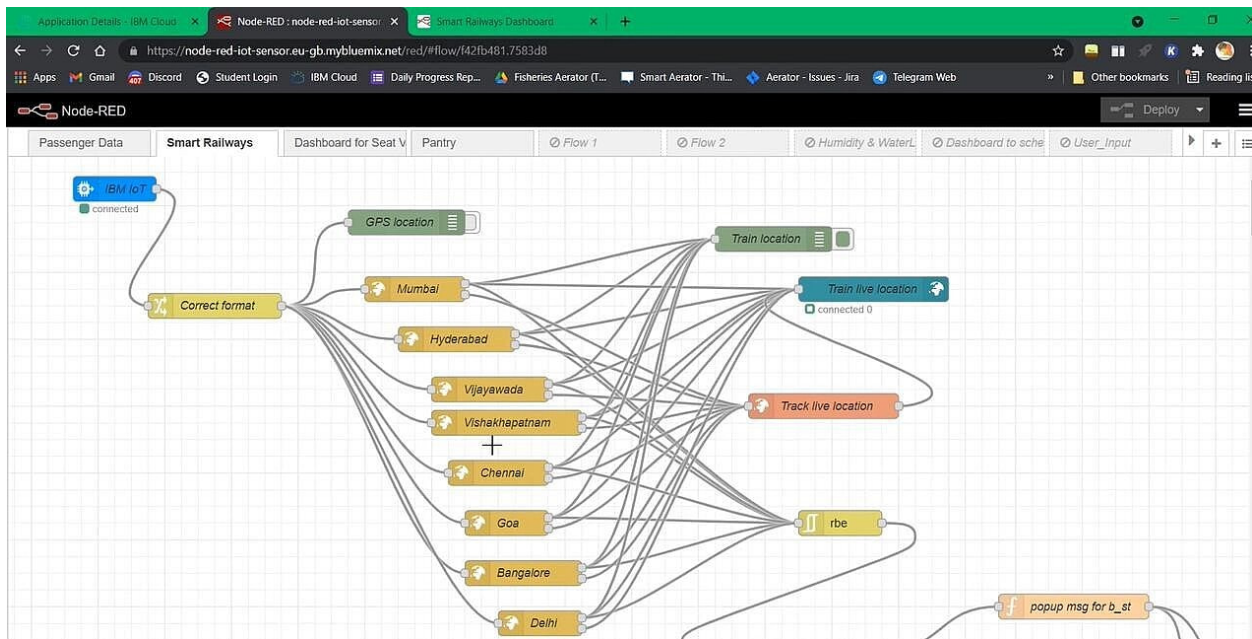 Application Details - IBM Cloud
Node-RED : node-red-iot-sensor
Smart Railways Dashboard
https://node-red-iot-sensor.eu-gb.mybluemix.net/red/#flow/f42fb481.7583d8
Apps Gmail Discord Student Login IBM Cloud Daily Progress Rep... Fisheries Aerator (T... Smart Aerator - Thi... Aerator - Issues - Jira Telegram Web » Other bookmarks Reading lis
407
K
Node-RED
Deploy
Passenger Data Smart Railways Dashboard for Seat V Pantry Flow 1 Flow 2 Humidity & WaterL Dashboard to sche User_Input
IBM IoT
connected
GPS location
Train location
Mumbai
Train live location
connected 0
Correct format
Hyderabad
Vijayawada
Track live location
Vishakhapatnam
Chennai
Goa
rbe
Bangalore
popup msg for b_st
Delhi